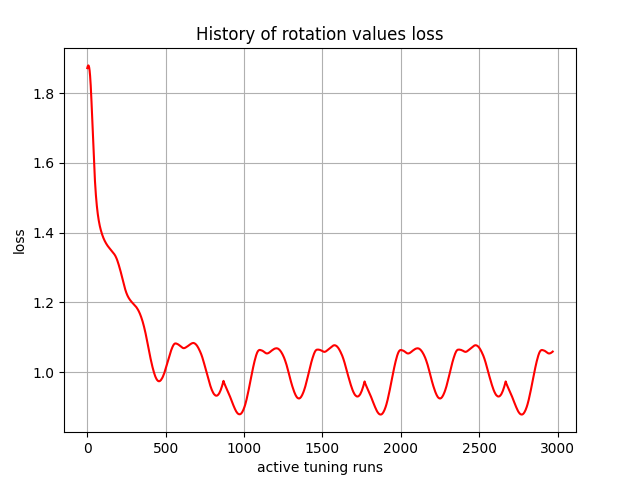 History of rotation values loss
loss
1.8
1.6
1.4
1.2
1.0
0 500 1000 1500 2000 2500 3000
active tuning runs